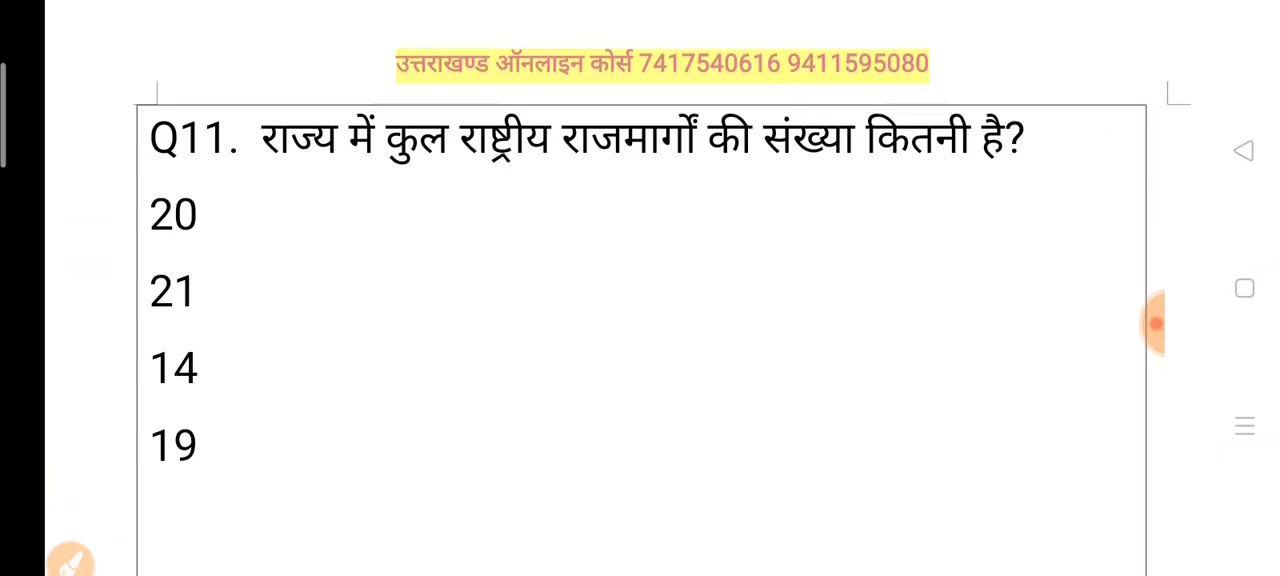 उत्तराखण्ड ऑनलाइन कोर्स 7417540616 9411595080
Q11. राज्य में कुल राष्ट्रीय राजमार्गों की संख्या कितनी है?
20
21
14
19